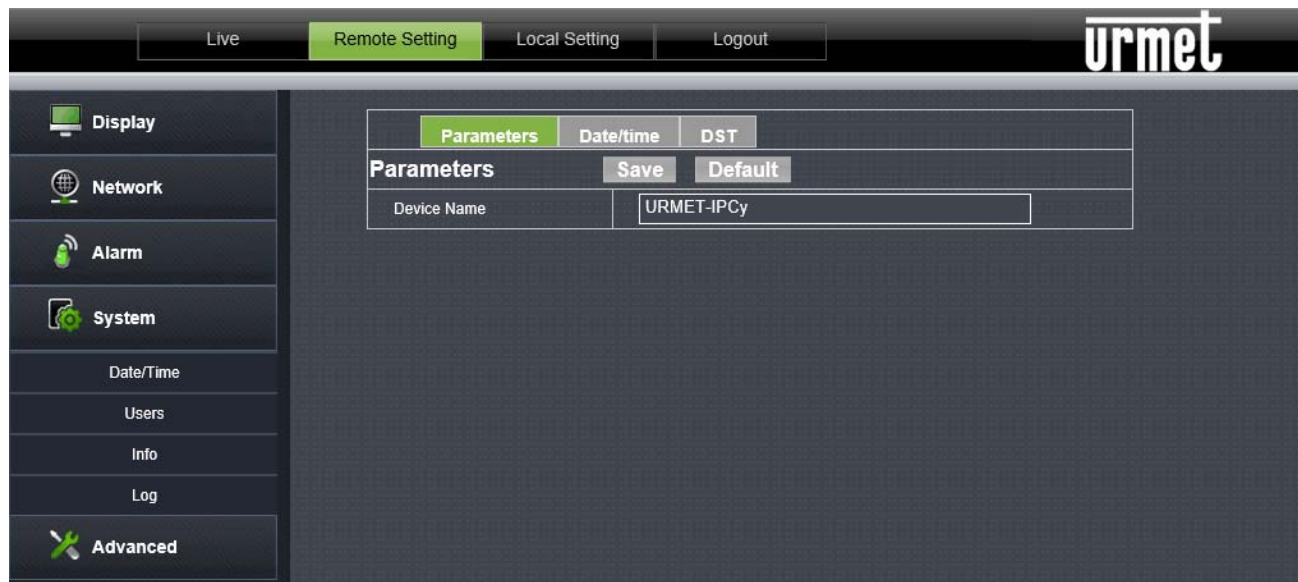 Live Remote Setting Local Setting Logout urmet
Display
Network
Alarm
System
Date/Time
Users
Info
Log
Advanced
Parameters Date/time DST
Parameters Save Default
Device Name URMET-IPCy